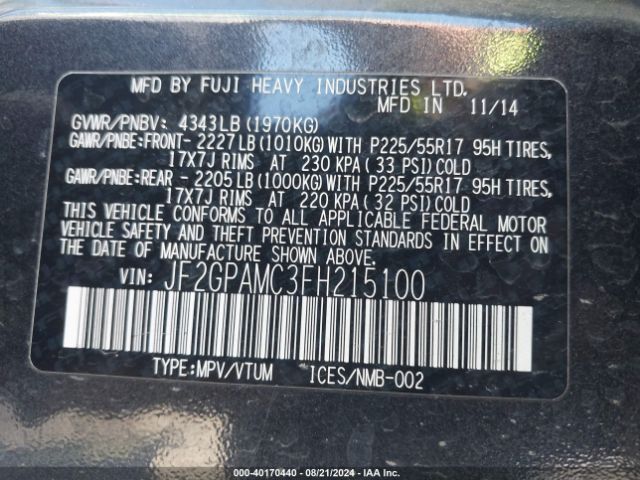 MFD BY FUJI HEAVY INDUSTRIES LTD.
MFD IN 11/14
GVWR/PNBV: 4343LB(1970KG)
GAWR/PNBE:FRONT- 2227LB(1010KG)WITH P225/55R17 95H TIRES,
17X7J RIMS AT 230 KPA( 33 PSI)COLD
GAWR/PNBE:REAR - 2205LB(1000KG)WITH P225/55R17 95H TIRES,
17X7J RIMS AT 220 KPA( 32 PSI)COLD
THIS VEHICLE CONFORMS TO ALL APPLICABLE FEDERAL MOTOR
VEHICLE SAFETY AND THEFT PREVENTION STANDARDS IN EFFECT ON
THE DATE OF MANUFACTURE SHOWN ABOVE.
VIN: JF2GPAMC3FH215100
TYPE:MPV/VTUM ICES/NMB-002
000-40170440 - 08/21/2024 - IAA Inc.